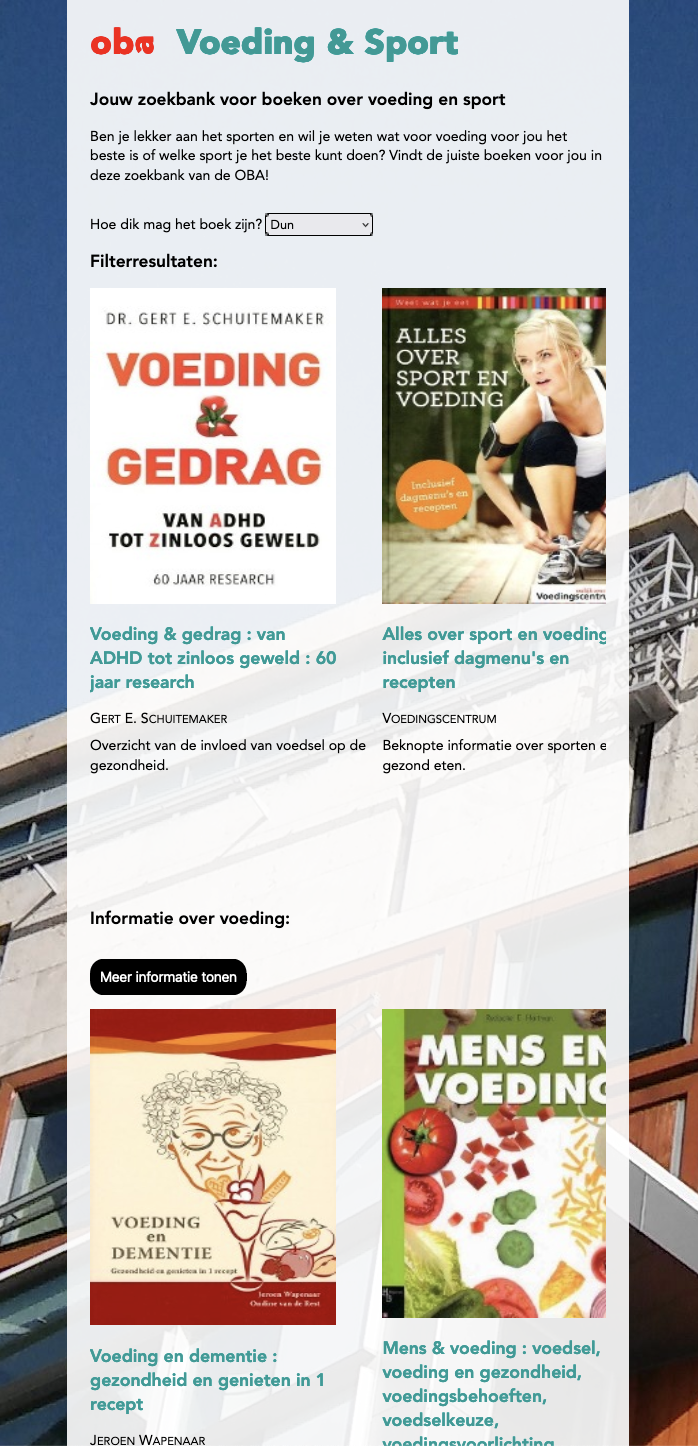 oba Voeding & Sport
Jouw zoekbank voor boeken over voeding en sport
Ben je lekker aan het sporten en wil je weten wat voor voeding voor jou het
beste is of welke sport je het beste kunt doen? Vindt de juiste boeken voor jou in
deze zoekbank van de OBA!
Hoe dik mag het boek zijn? Dun
Filterresultaten:
DR. GERT E. SCHUITEMAKER
VOEDING
&
GEDRAG
VAN ADHD
TOT ZINLOOS GEWELD
60 JAAR RESEARCH
Voeding & gedrag : van
ADHD tot zinloos geweld : 60
jaar research
GERT E. SCHUITEMAKER
Overzicht van de invloed van voedsel op de
gezondheid.
Weet wat je eet
ALLES
OVER
SPORT EN
VOEDING
Inclusief
dagmenu's en
recepten
Voedingscentru
Alles over sport en voeding
inclusief dagmenu's en
recepten
VOEDINGSCENTRUM
Beknopte informatie over sporten e
gezond eten.
Informatie over voeding:
Meer informatie tonen
VOEDING
en
DEMENTIE
Gezondheid en genieten in 1 recept
Jeroen Wapenaar
Ondine van de Rest
Voeding en dementie :
gezondheid en genieten in 1
recept
JEROEN WAPENAAR
Redactie E. Hartman
MENS EN
VOEDING
Mens & voeding : voedsel,
voeding en gezondheid,
voedingsbehoeften,
voedselkeuze,
voedingsvoorlichting